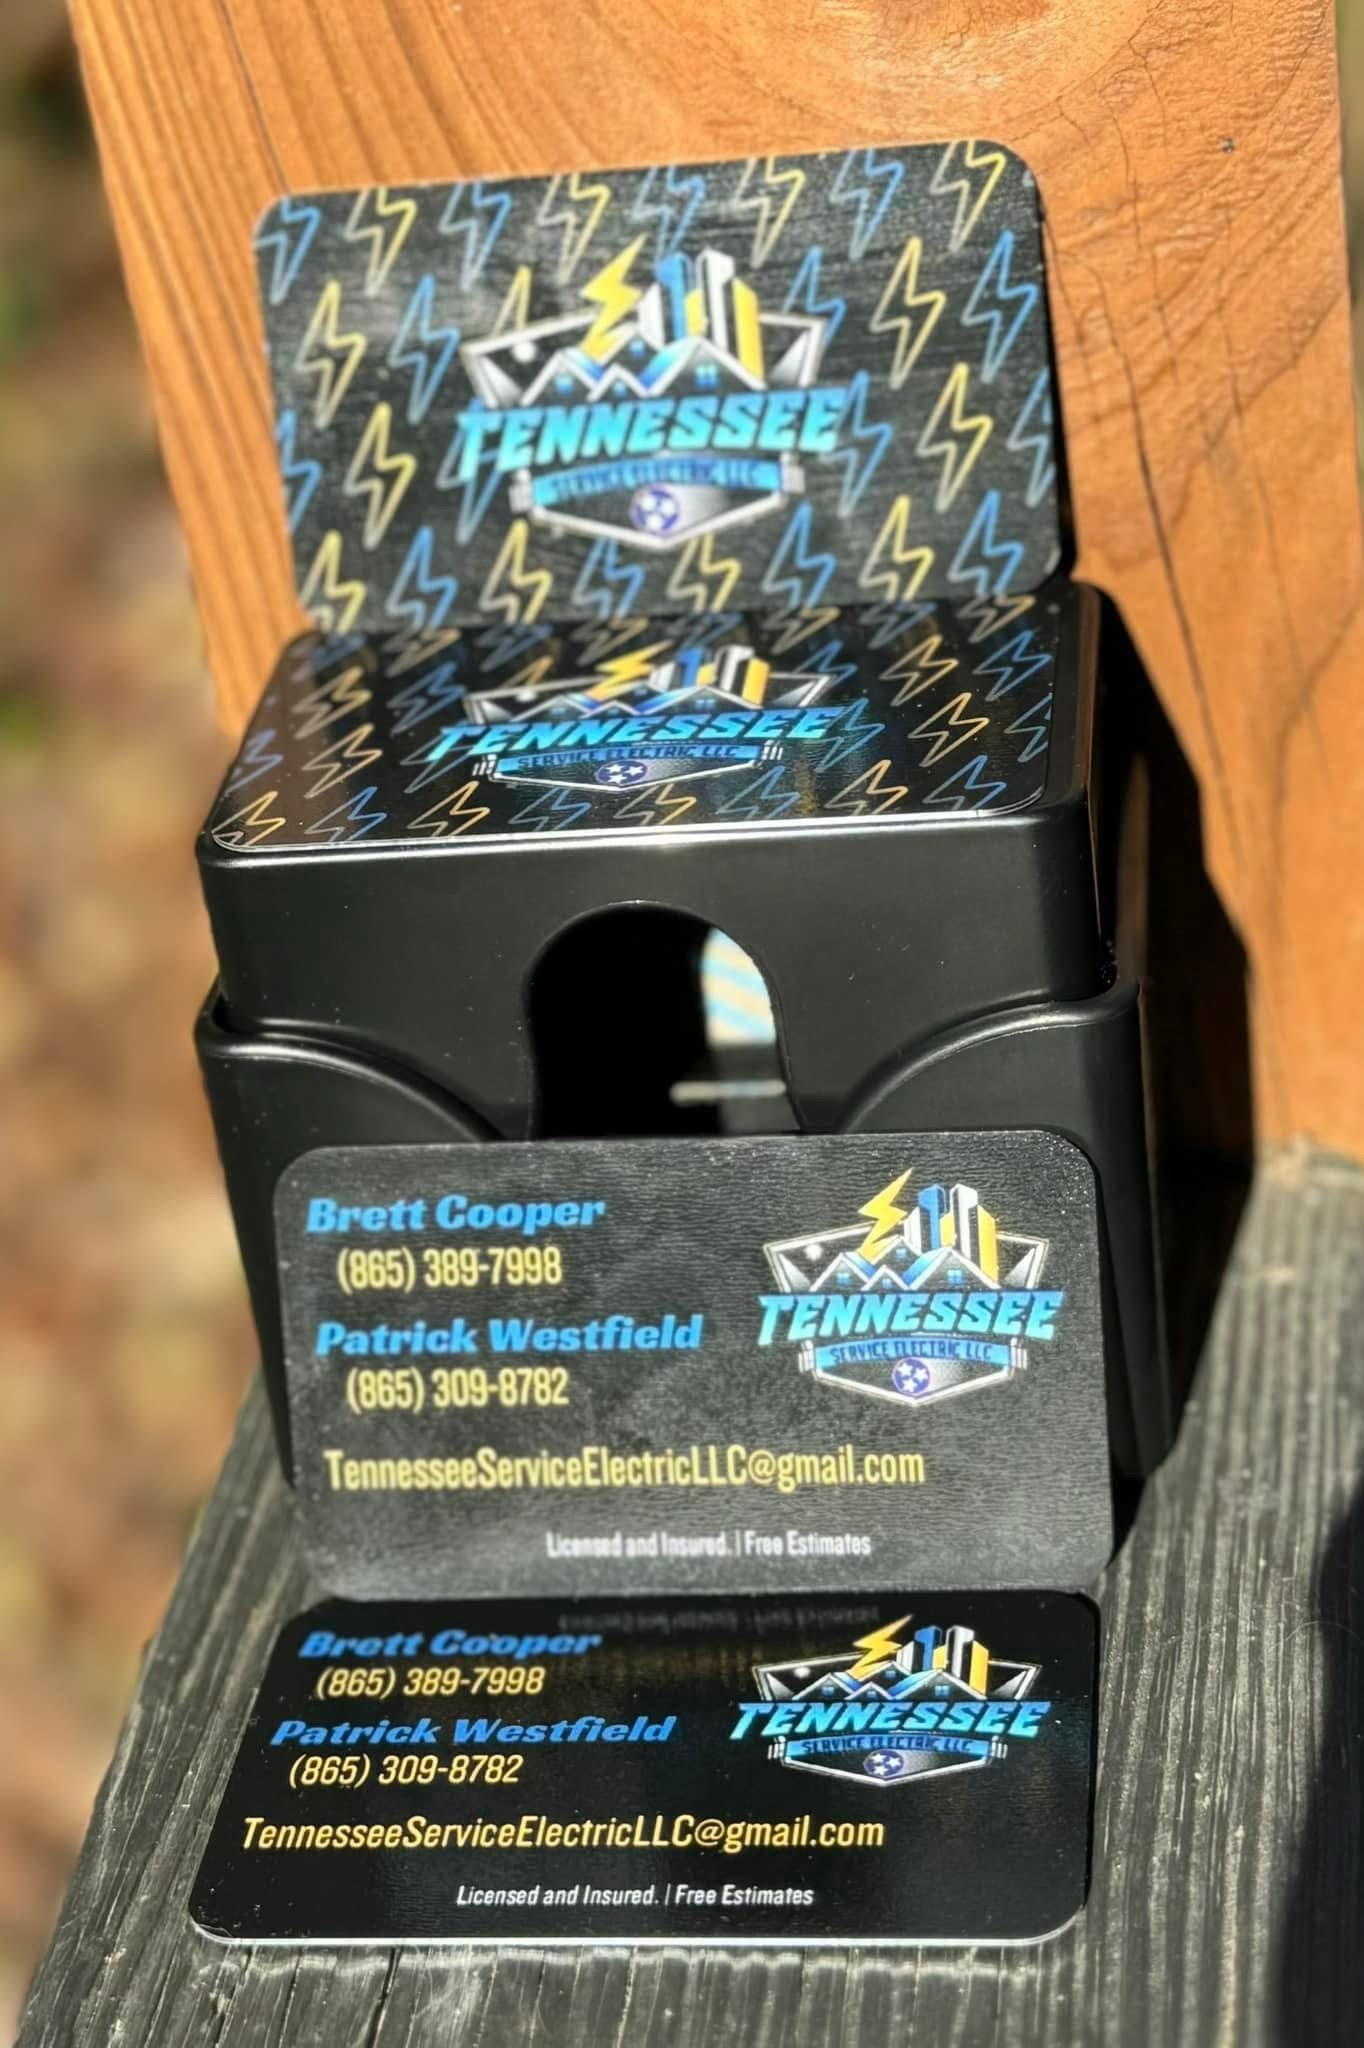 TENNESSEE
SERVICE ELECTRIC LLC
TENNESSEE
SERVICE ELECTRIC LLC
Brett Cooper
(865) 389-7998
Patrick Westfield
(865) 309-8782
TennesseeServiceElectricLLC@gmail.com
Licensed and Insured. | Free Estimates
TENNESSEE
SERVICE ELECTRIC LLC
Brett Cooper
(865) 389-7998
Patrick Westfield
(865) 309-8782
TennesseeServiceElectricLLC@gmail.com
Licensed and Insured. | Free Estimates
TENNESSEE
SERVICE ELECTRIC LLC